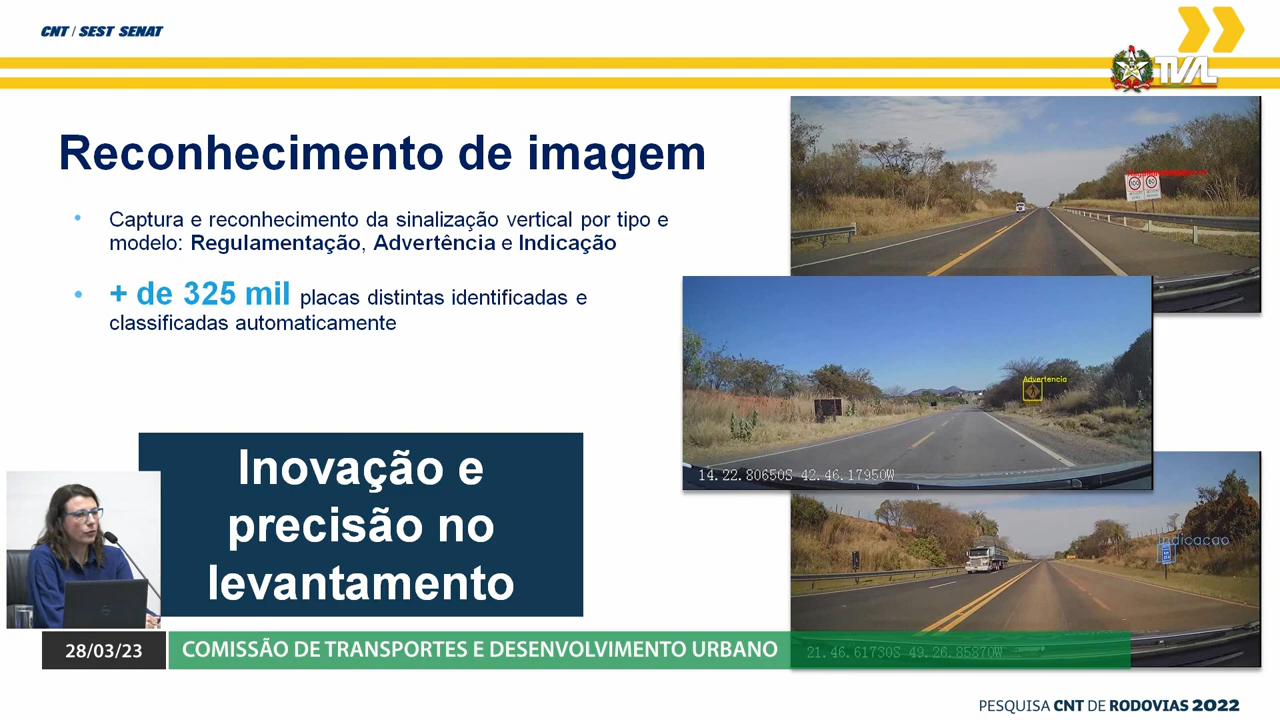 CNT / SEST SENAT
TVAL
Reconhecimento de imagem
• Captura e reconhecimento da sinalização vertical por tipo e
modelo: Regulamentação, Advertência e Indicação
• + de 325 mil placas distintas identificadas e
classificadas automaticamente
Advertencia
14.22.80650S 42.46.17950W
Indicacao
Inovação e
precisão no
levantamento
28/03/23
COMISSÃO DE TRANSPORTES E DESENVOLVIMENTO URBANO
21.46.61730S 49.26.85870W
PESQUISA CNT DE RODOVIAS 2022